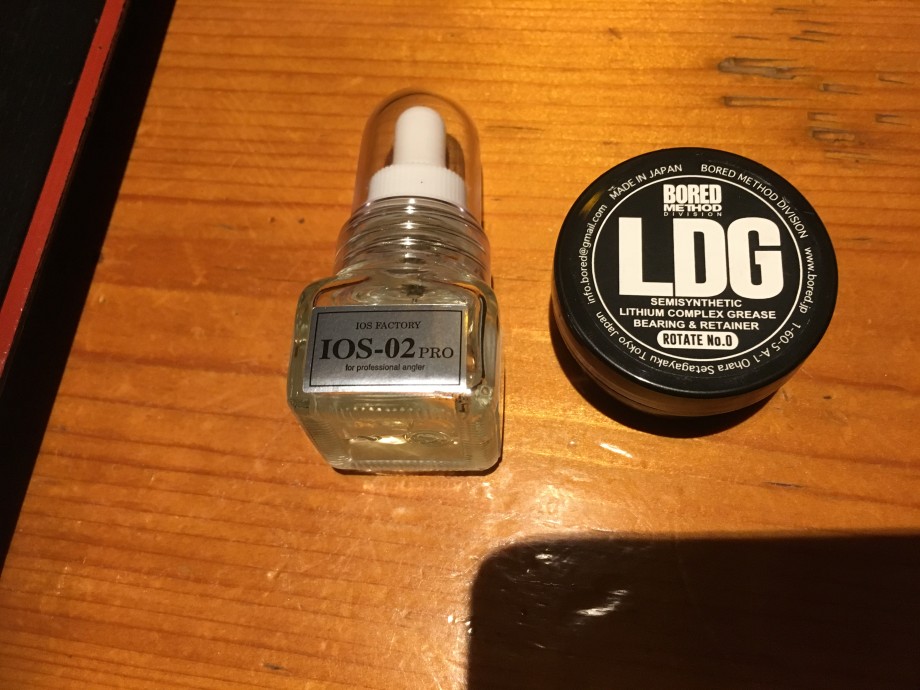 IOS FACTORY
IOS-02 PRO
for professional angler
MADE IN JAPAN
BORED METHOD DIVISION
www.bored.jp
1-60-5 A-1 Ohara Setagayaku Tokyo Japan
info.bored@gmail.com
BORED
METHOD
DIVISION
LDG
SEMISYNTHETIC
LITHIUM COMPLEX GREASE
BEARING & RETAINER
ROTATE No.0